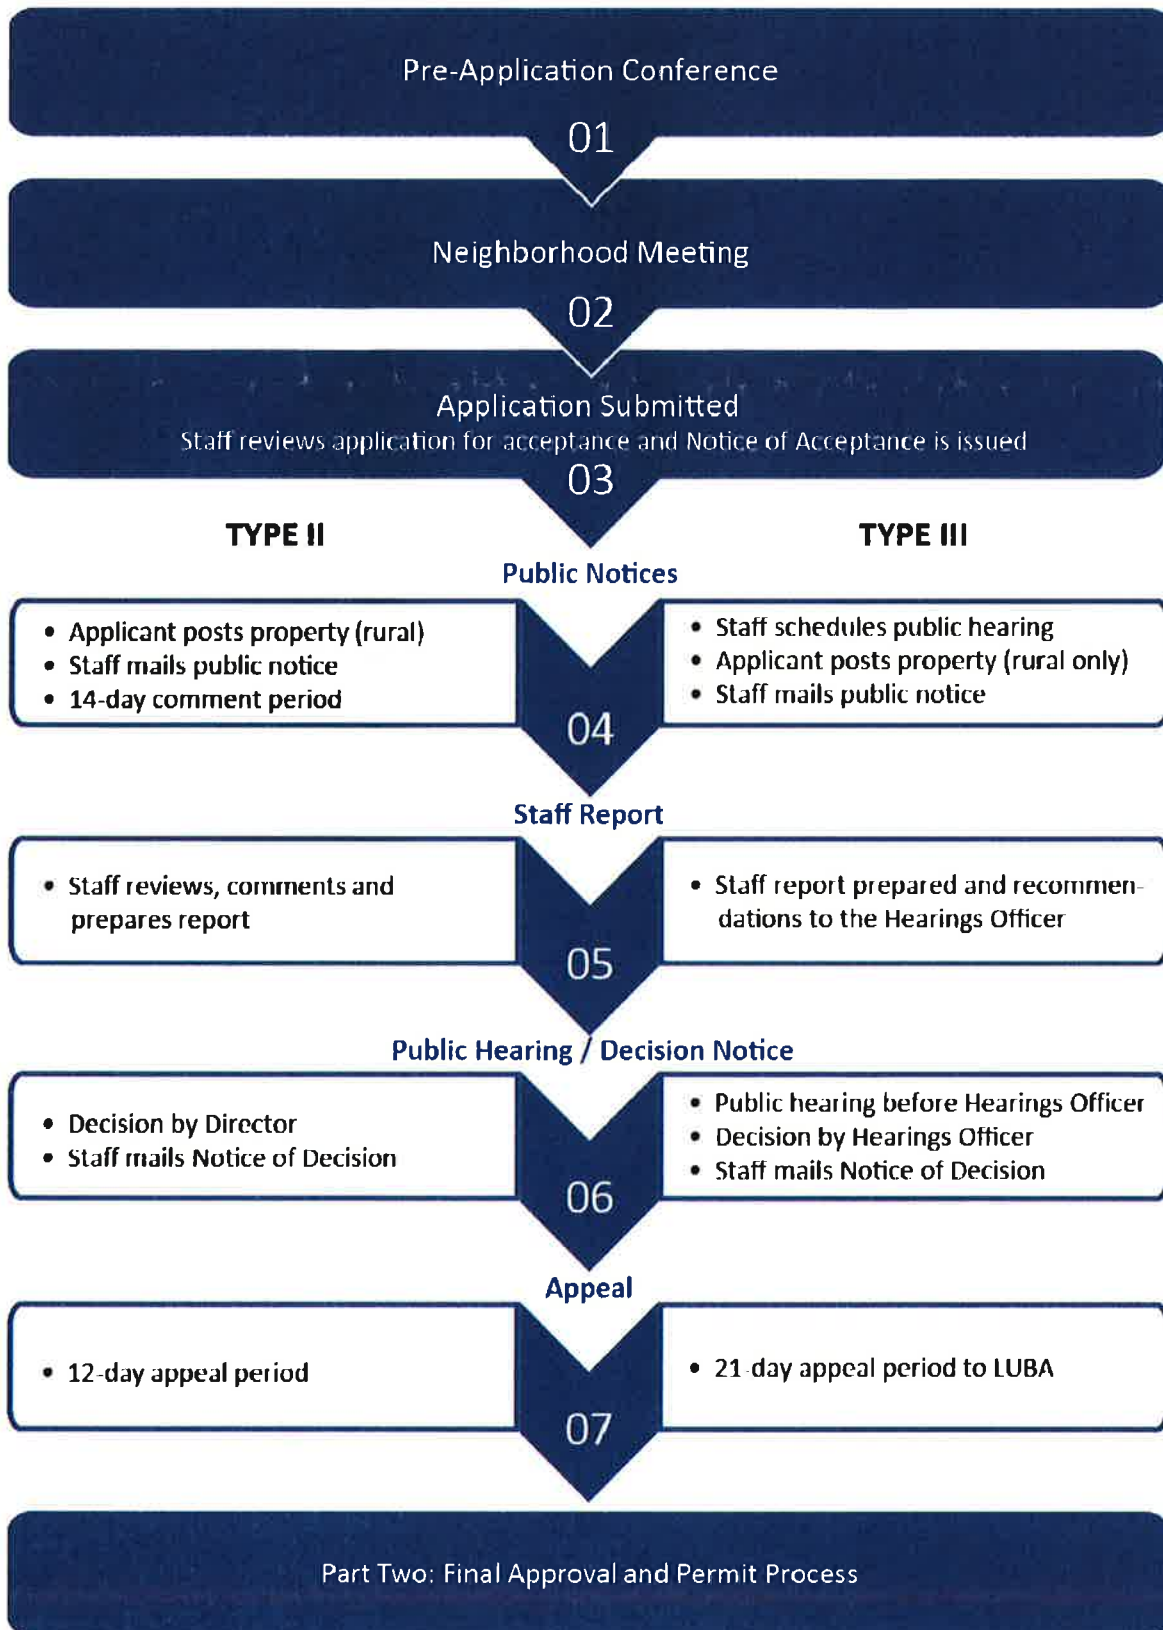 Pre-Application Conference
01
Neighborhood Meeting
02
Application Submitted
Staff reviews application for acceptance and Notice of Acceptance is issued
03
TYPE II
TYPE III
Public Notices
• Applicant posts property (rural)
• Staff mails public notice
• 14-day comment period
• Staff schedules public hearing
• Applicant posts property (rural only)
• Staff mails public notice
04
Staff Report
• Staff reviews, comments and
prepares report
• Staff report prepared and recommen-
dations to the Hearings Officer
05
Public Hearing / Decision Notice
• Decision by Director
• Staff mails Notice of Decision
• Public hearing before Hearings Officer
• Decision by Hearings Officer
• Staff mails Notice of Decision
06
Appeal
• 12-day appeal period
• 21-day appeal period to LUBA
07
Part Two: Final Approval and Permit Process